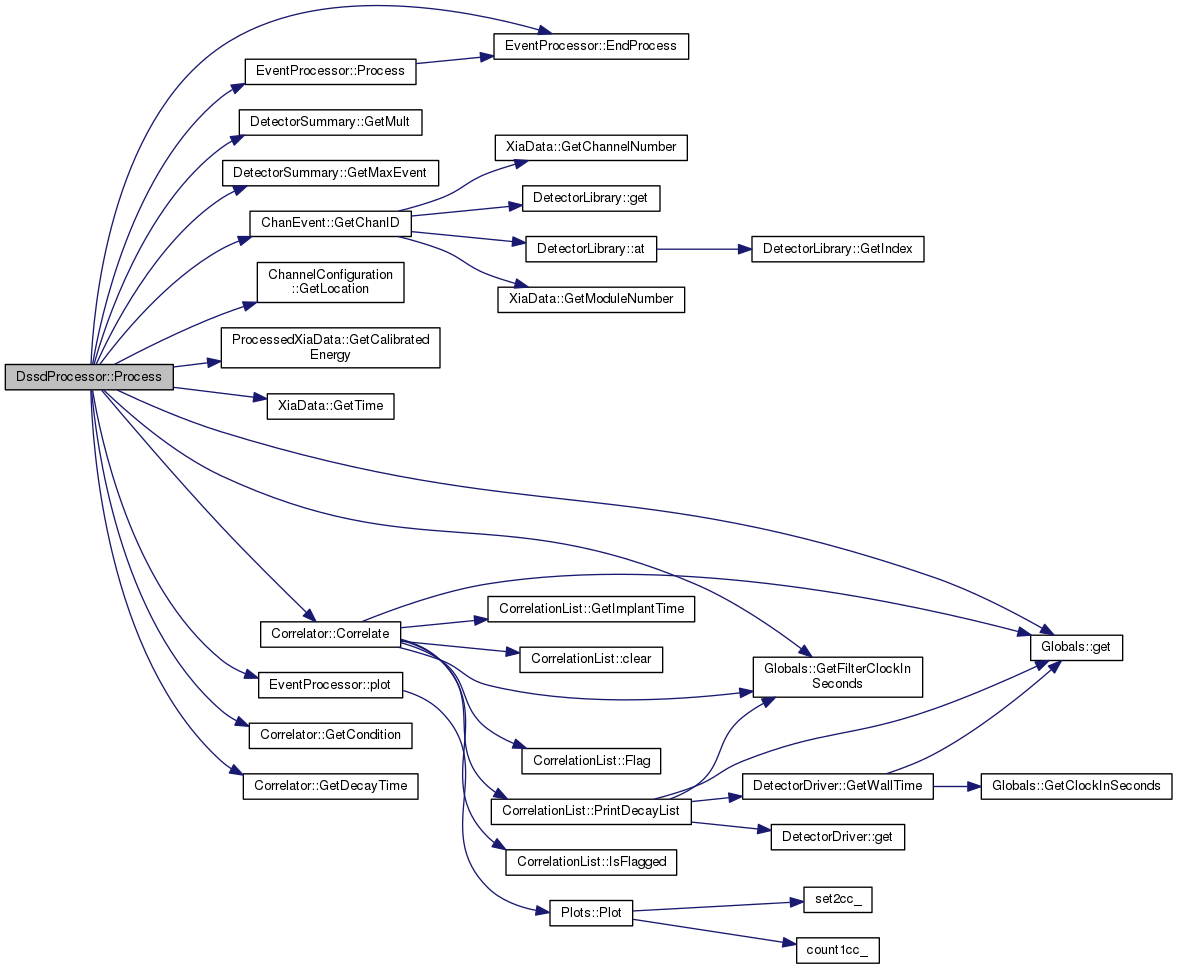 EventProcessor::EndProcess
EventProcessor::Process
DetectorSummary::GetMult
XiaData::GetChannelNumber
DetectorSummary::GetMaxEvent
DetectorLibrary::get
ChanEvent::GetChanID
DetectorLibrary::at
DetectorLibrary::GetIndex
ChannelConfiguration
::GetLocation
XiaData::GetModuleNumber
ProcessedXiaData::GetCalibrated
Energy
DssdProcessor::Process
XiaData::GetTime
CorrelationList::GetImplantTime
Correlator::Correlate
Globals::get
CorrelationList::clear
Globals::GetFilterClockIn
Seconds
EventProcessor::plot
Correlator::GetCondition
CorrelationList::Flag
Correlator::GetDecayTime
DetectorDriver::GetWallTime
Globals::GetClockInSeconds
CorrelationList::PrintDecayList
DetectorDriver::get
CorrelationList::IsFlagged
set2cc_
Plots::Plot
count1cc_